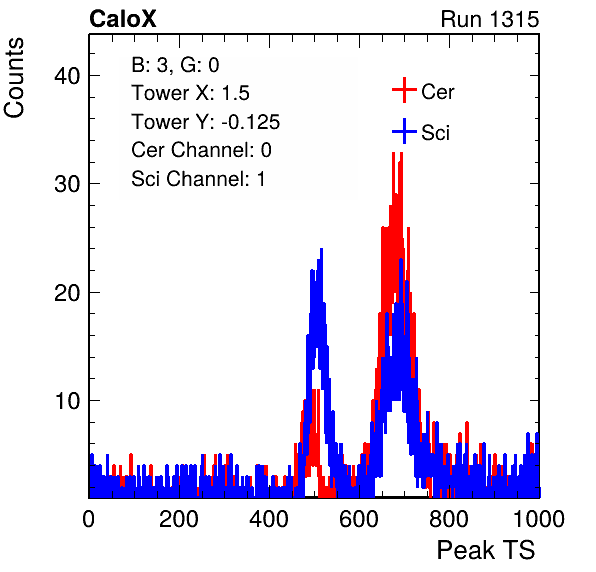 CaloX Run 1315
Counts
B: 3, G: 0
Tower X: 1.5
Tower Y: -0.125
Cer Channel: 0
Sci Channel: 1
Cer
Sci
40
30
20
10
0 200 400 600 800 1000
Peak TS